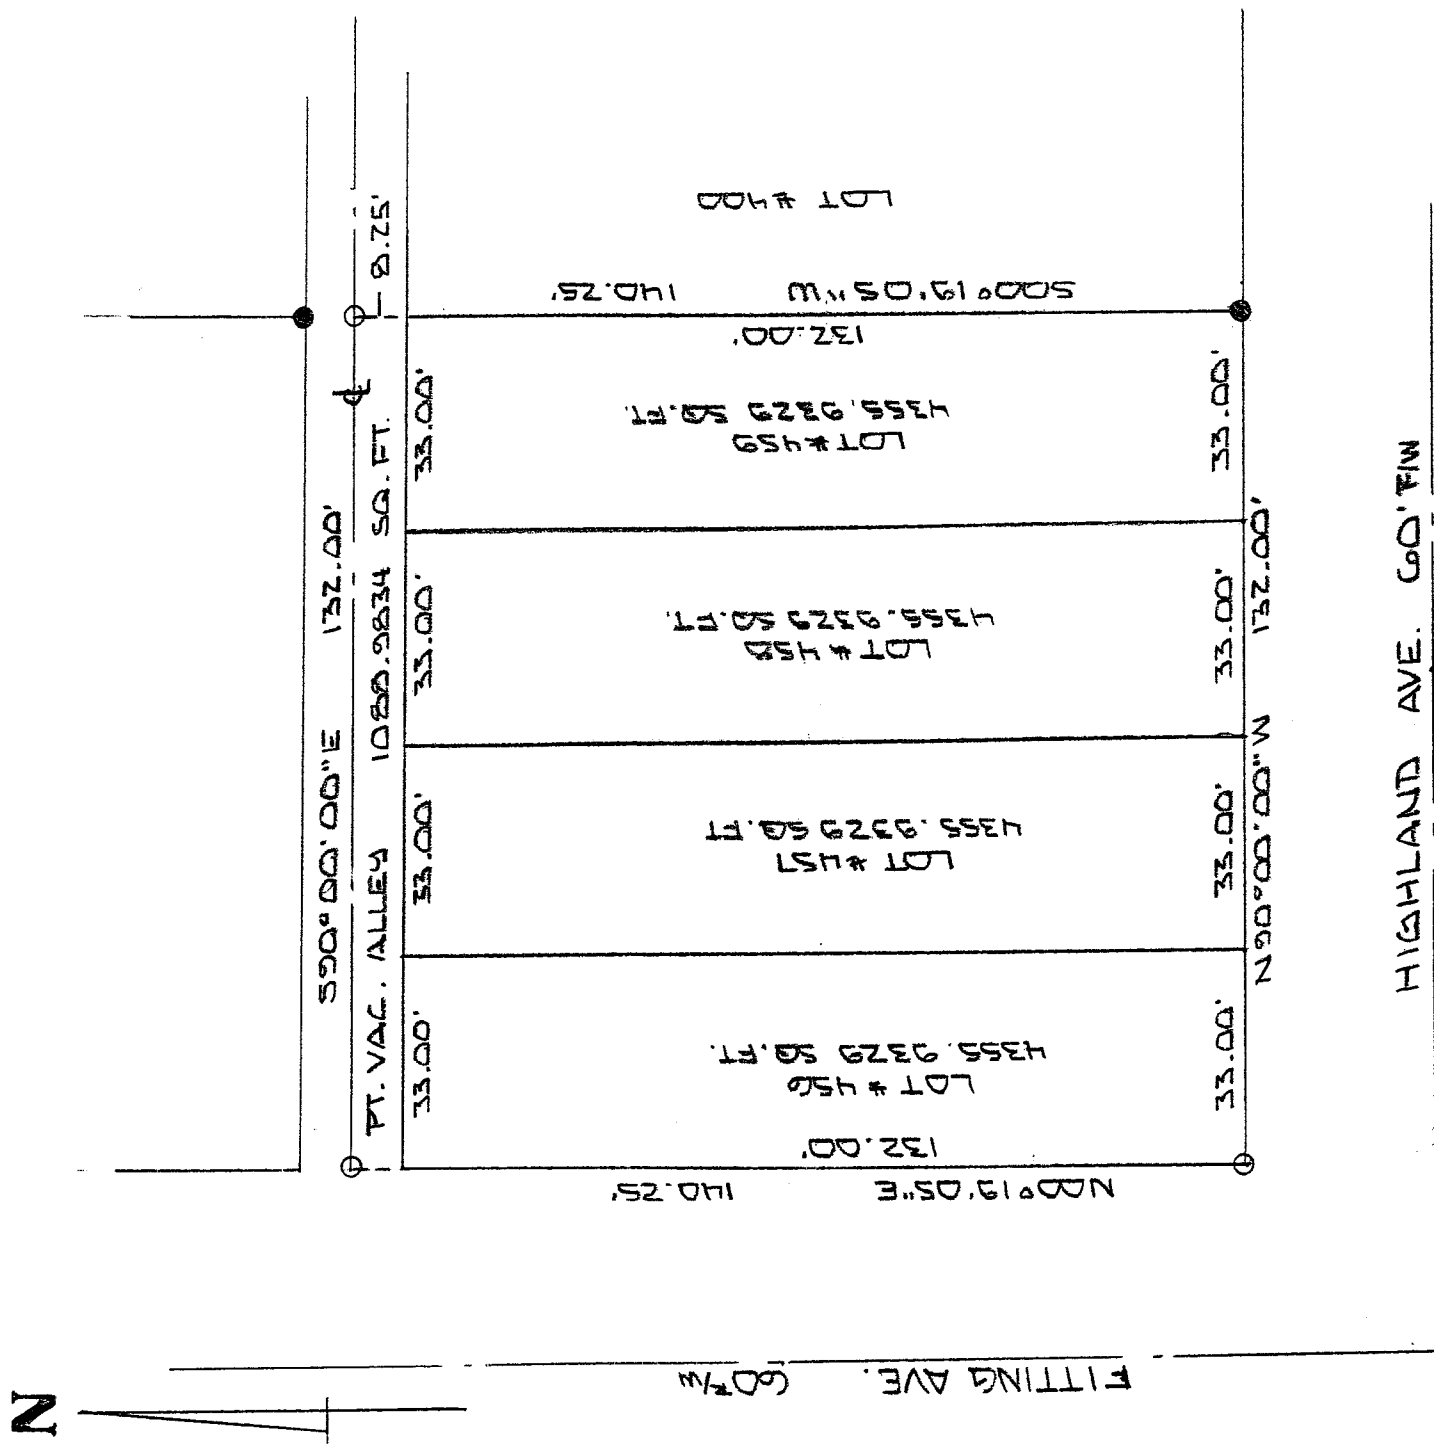 N
S90°00'00"E 132.00'
PT. VAC. ALLEY 1088.9834 SQ. FT.
8.25'
33.00'
33.00'
33.00'
33.00'
N00°19'05"E 140.25'
132.00'
LOT #456
4355.9329 SQ.FT.
LOT #457
4355.9329 SQ.FT
LOT #458
4355.9329 SQ.FT.
LOT #459
4355.9329 SQ.FT.
132.00'
S00°19'05"W 140.25'
LOT #400
33.00'
33.00'
33.00'
33.00'
N90°00'00"W 132.00'
FITTING AVE. 60' R/W
HIGHLAND AVE. 60' R/W